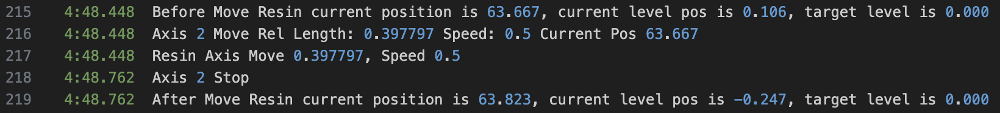 215 4:48.448 Before Move Resin current position is 63.667, current level pos is 0.106, target level is 0.000
216 4:48.448 Axis 2 Move Rel Length: 0.397797 Speed: 0.5 Current Pos 63.667
217 4:48.448 Resin Axis Move 0.397797, Speed 0.5
218 4:48.762 Axis 2 Stop
219 4:48.762 After Move Resin current position is 63.823, current level pos is -0.247, target level is 0.000